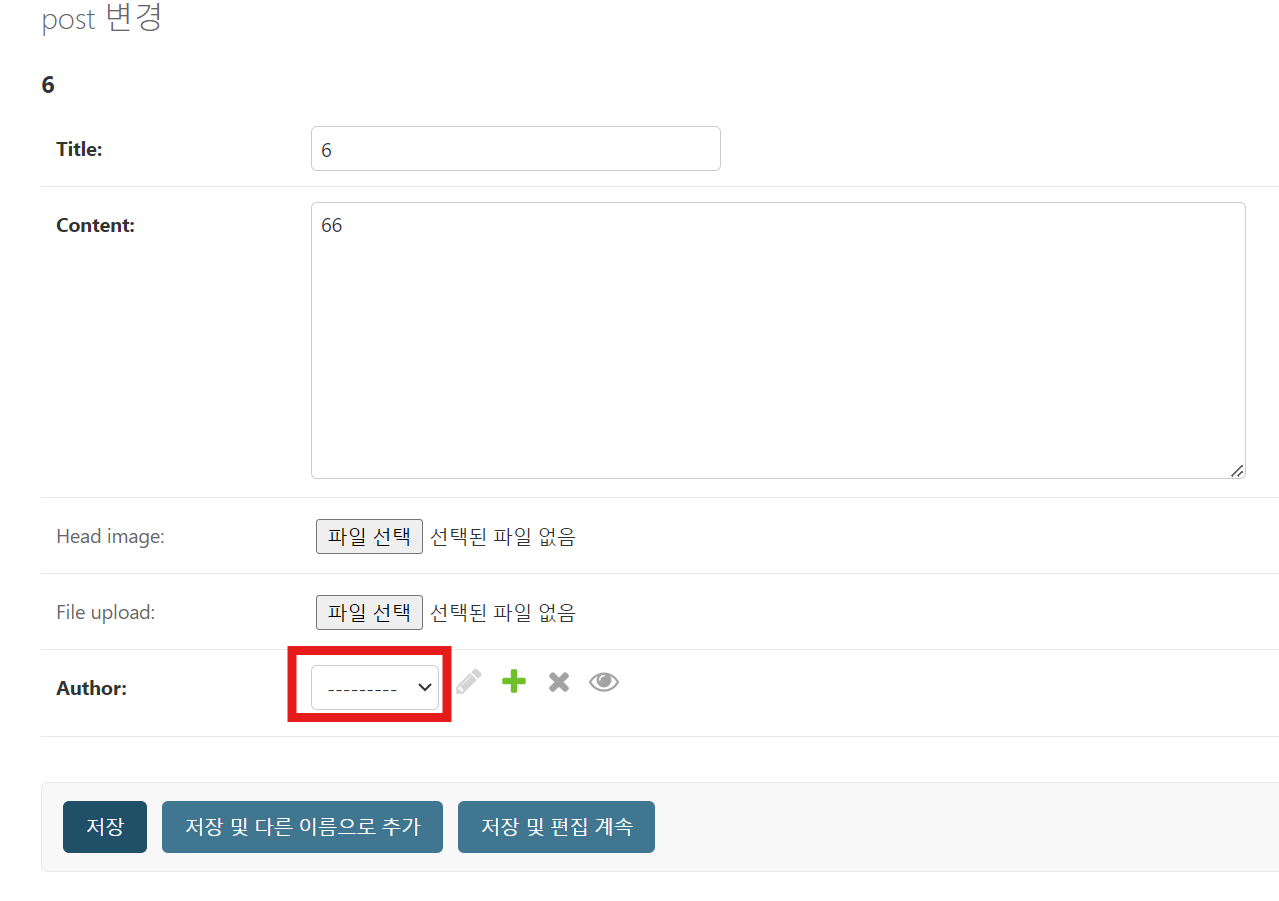 post 변경
6
Title: 6
Content: 66
Head image: 파일 선택 선택된 파일 없음
File upload: 파일 선택 선택된 파일 없음
Author: ---------
저장 저장 및 다른 이름으로 추가 저장 및 편집 계속